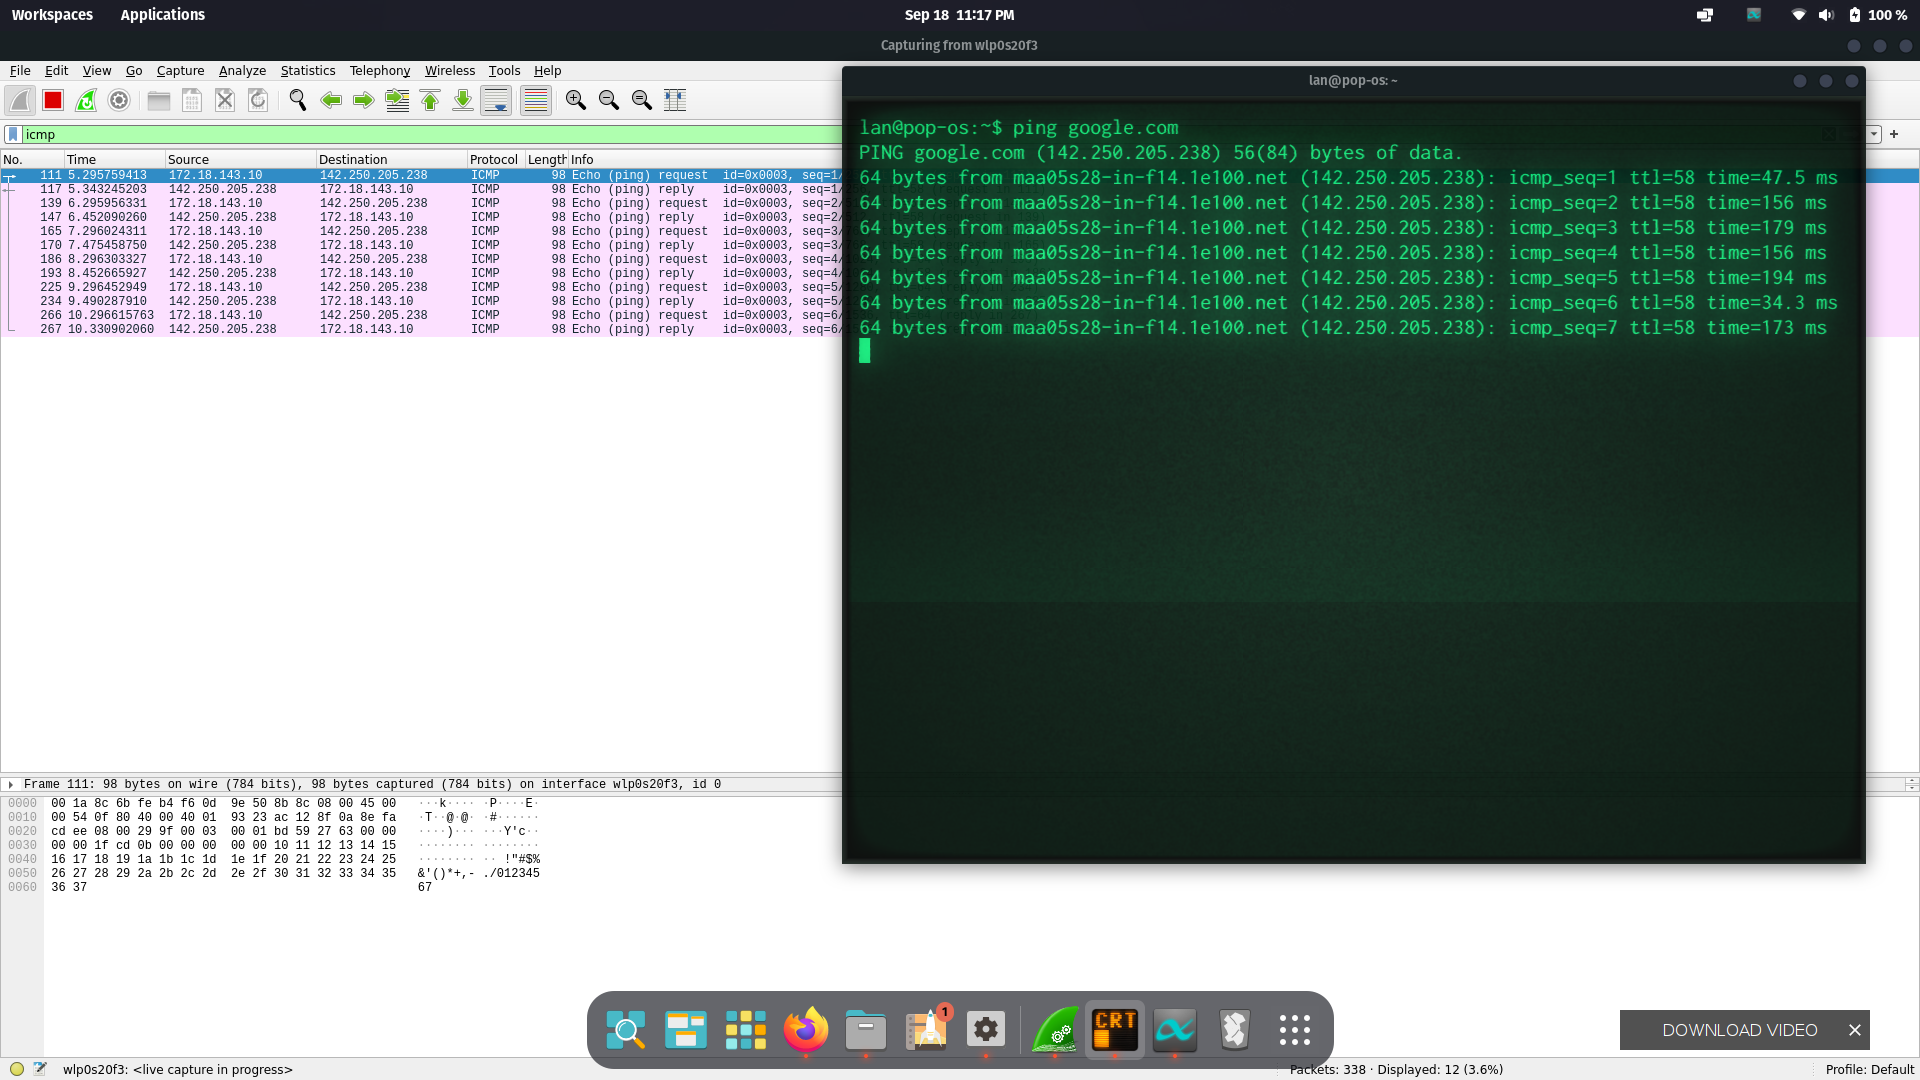 Workspaces Applications Sep 18 11:17 PM 100 %
Capturing from wlp0s20f3
File Edit View Go Capture Analyze Statistics Telephony Wireless Tools Help
icmp
No. Time Source Destination Protocol Length Info
111 5.295759413 172.18.143.10 142.250.205.238 ICMP 98 Echo (ping) request id=0x0003, seq=1/
117 5.343245203 142.250.205.238 172.18.143.10 ICMP 98 Echo (ping) reply id=0x0003, seq=1/
139 6.295956331 172.18.143.10 142.250.205.238 ICMP 98 Echo (ping) request id=0x0003, seq=2/
147 6.452090260 142.250.205.238 172.18.143.10 ICMP 98 Echo (ping) reply id=0x0003, seq=2/
165 7.296024311 172.18.143.10 142.250.205.238 ICMP 98 Echo (ping) request id=0x0003, seq=3/
170 7.475458750 142.250.205.238 172.18.143.10 ICMP 98 Echo (ping) reply id=0x0003, seq=3/
186 8.296303327 172.18.143.10 142.250.205.238 ICMP 98 Echo (ping) request id=0x0003, seq=4/
193 8.452665927 142.250.205.238 172.18.143.10 ICMP 98 Echo (ping) reply id=0x0003, seq=4/
225 9.296452949 172.18.143.10 142.250.205.238 ICMP 98 Echo (ping) request id=0x0003, seq=5/
234 9.490287910 142.250.205.238 172.18.143.10 ICMP 98 Echo (ping) reply id=0x0003, seq=5/
266 10.296615763 172.18.143.10 142.250.205.238 ICMP 98 Echo (ping) request id=0x0003, seq=6/
267 10.330902060 142.250.205.238 172.18.143.10 ICMP 98 Echo (ping) reply id=0x0003, seq=6/
lan@pop-os: ~
lan@pop-os:~$ ping google.com
PING google.com (142.250.205.238) 56(84) bytes of data.
64 bytes from maa05s28-in-f14.1e100.net (142.250.205.238): icmp_seq=1 ttl=58 time=47.5 ms
64 bytes from maa05s28-in-f14.1e100.net (142.250.205.238): icmp_seq=2 ttl=58 time=156 ms
64 bytes from maa05s28-in-f14.1e100.net (142.250.205.238): icmp_seq=3 ttl=58 time=179 ms
64 bytes from maa05s28-in-f14.1e100.net (142.250.205.238): icmp_seq=4 ttl=58 time=156 ms
64 bytes from maa05s28-in-f14.1e100.net (142.250.205.238): icmp_seq=5 ttl=58 time=194 ms
64 bytes from maa05s28-in-f14.1e100.net (142.250.205.238): icmp_seq=6 ttl=58 time=34.3 ms
64 bytes from maa05s28-in-f14.1e100.net (142.250.205.238): icmp_seq=7 ttl=58 time=173 ms
Frame 111: 98 bytes on wire (784 bits), 98 bytes captured (784 bits) on interface wlp0s20f3, id 0
0000 00 1a 8c 6b fe b4 f6 0d 9e 50 8b 8c 08 00 45 00 ···k···· ·P····E·
0010 00 54 0f 80 40 00 40 01 93 23 ac 12 8f 0a 8e fa ·T··@·@· ·#······
0020 cd ee 08 00 29 9f 00 03 00 01 bd 59 27 63 00 00 ····)··· ···Y'c··
0030 00 00 1f cd 0b 00 00 00 00 00 10 11 12 13 14 15 ········ ········
0040 16 17 18 19 1a 1b 1c 1d 1e 1f 20 21 22 23 24 25 ········ ·· !"#$%
0050 26 27 28 29 2a 2b 2c 2d 2e 2f 30 31 32 33 34 35 &'()*+,- ./012345
0060 36 37 67
1
CRT
DOWNLOAD VIDEO
wlp0s20f3: <live capture in progress> Packets: 338 · Displayed: 12 (3.6%) Profile: Default